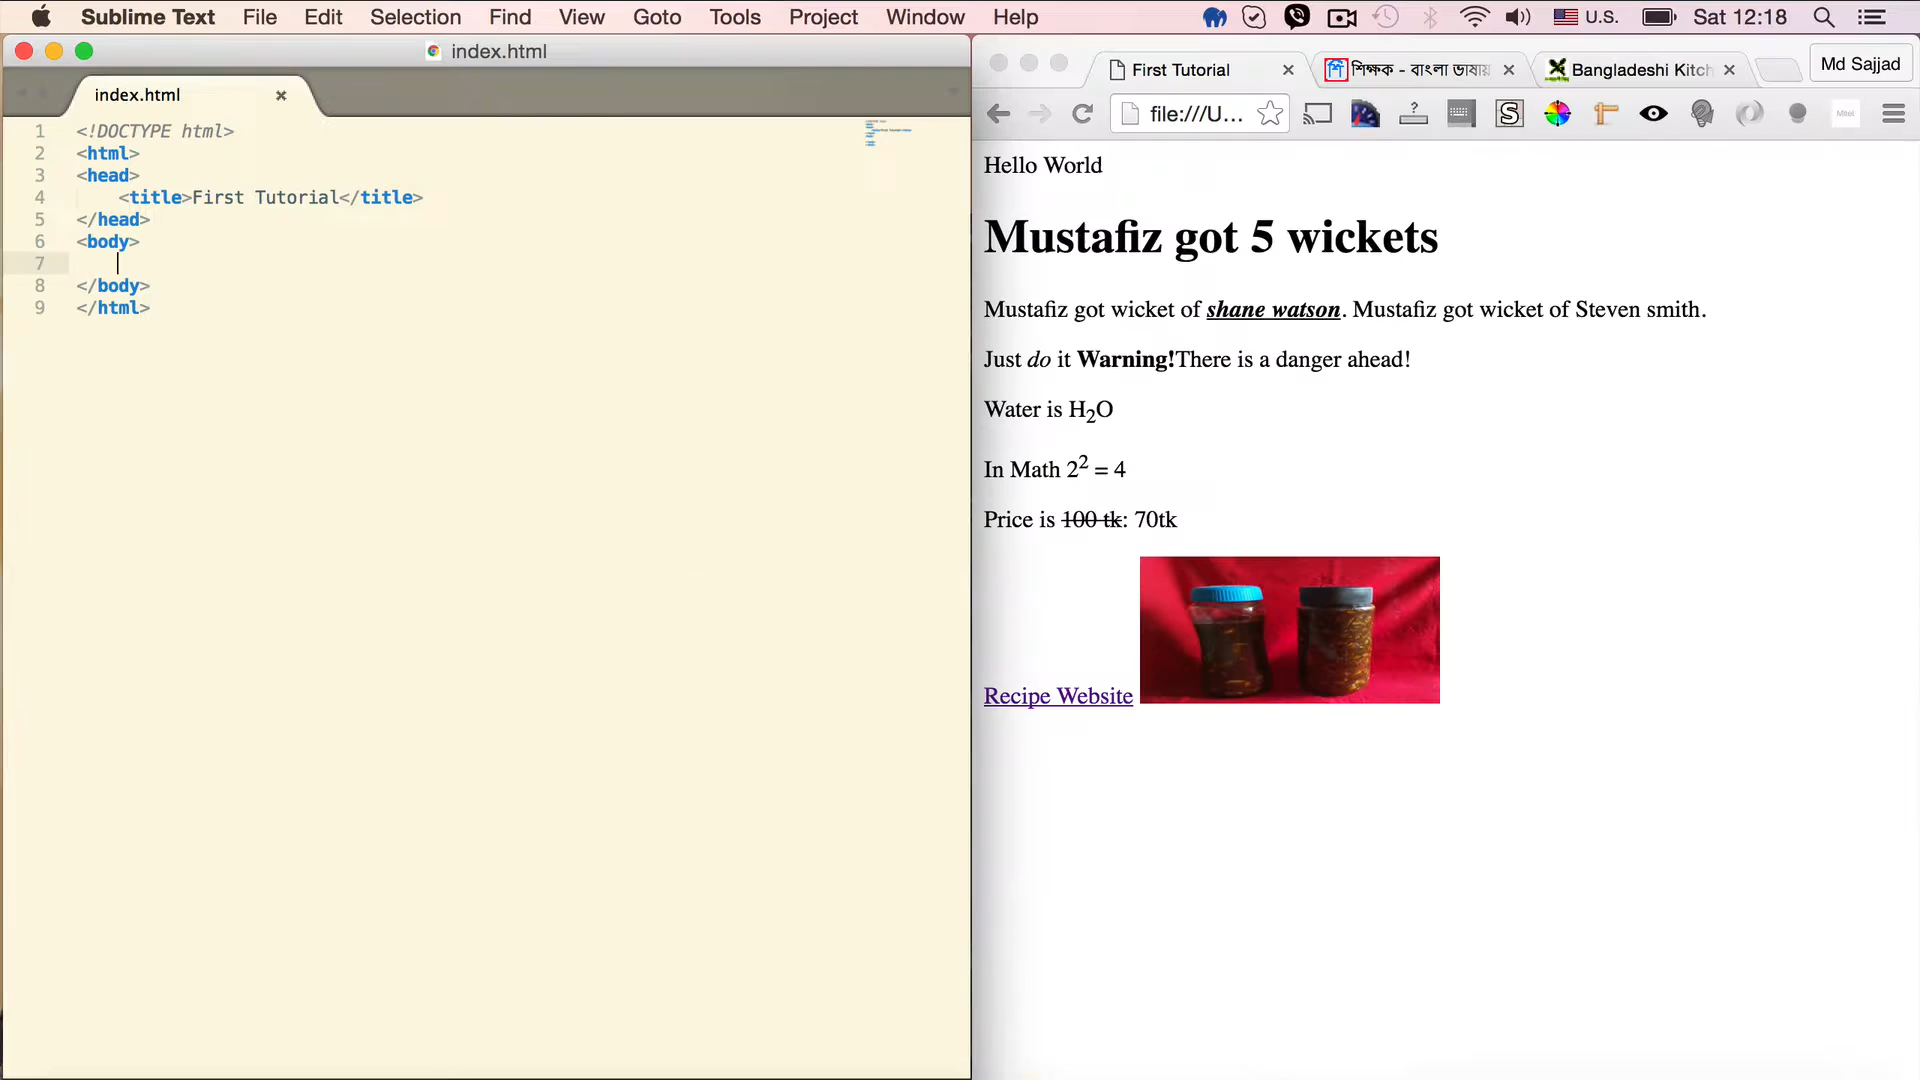 Sublime Text File Edit Selection Find View Goto Tools Project Window Help U.S. Sat 12:18
index.html
index.html
1 <!DOCTYPE html>
2 <html>
3 <head>
4 <title>First Tutorial</title>
5 </head>
6 <body>
7
8 </body>
9 </html>
First Tutorial শিক্ষক - বাংলা ভাষায় Bangladeshi Kitch Md Sajjad
file:///U...
Hello World
Mustafiz got 5 wickets
Mustafiz got wicket of shane watson. Mustafiz got wicket of Steven smith.
Just do it Warning!There is a danger ahead!
Water is H₂O
In Math 2² = 4
Price is 100 tk: 70tk
Recipe Website